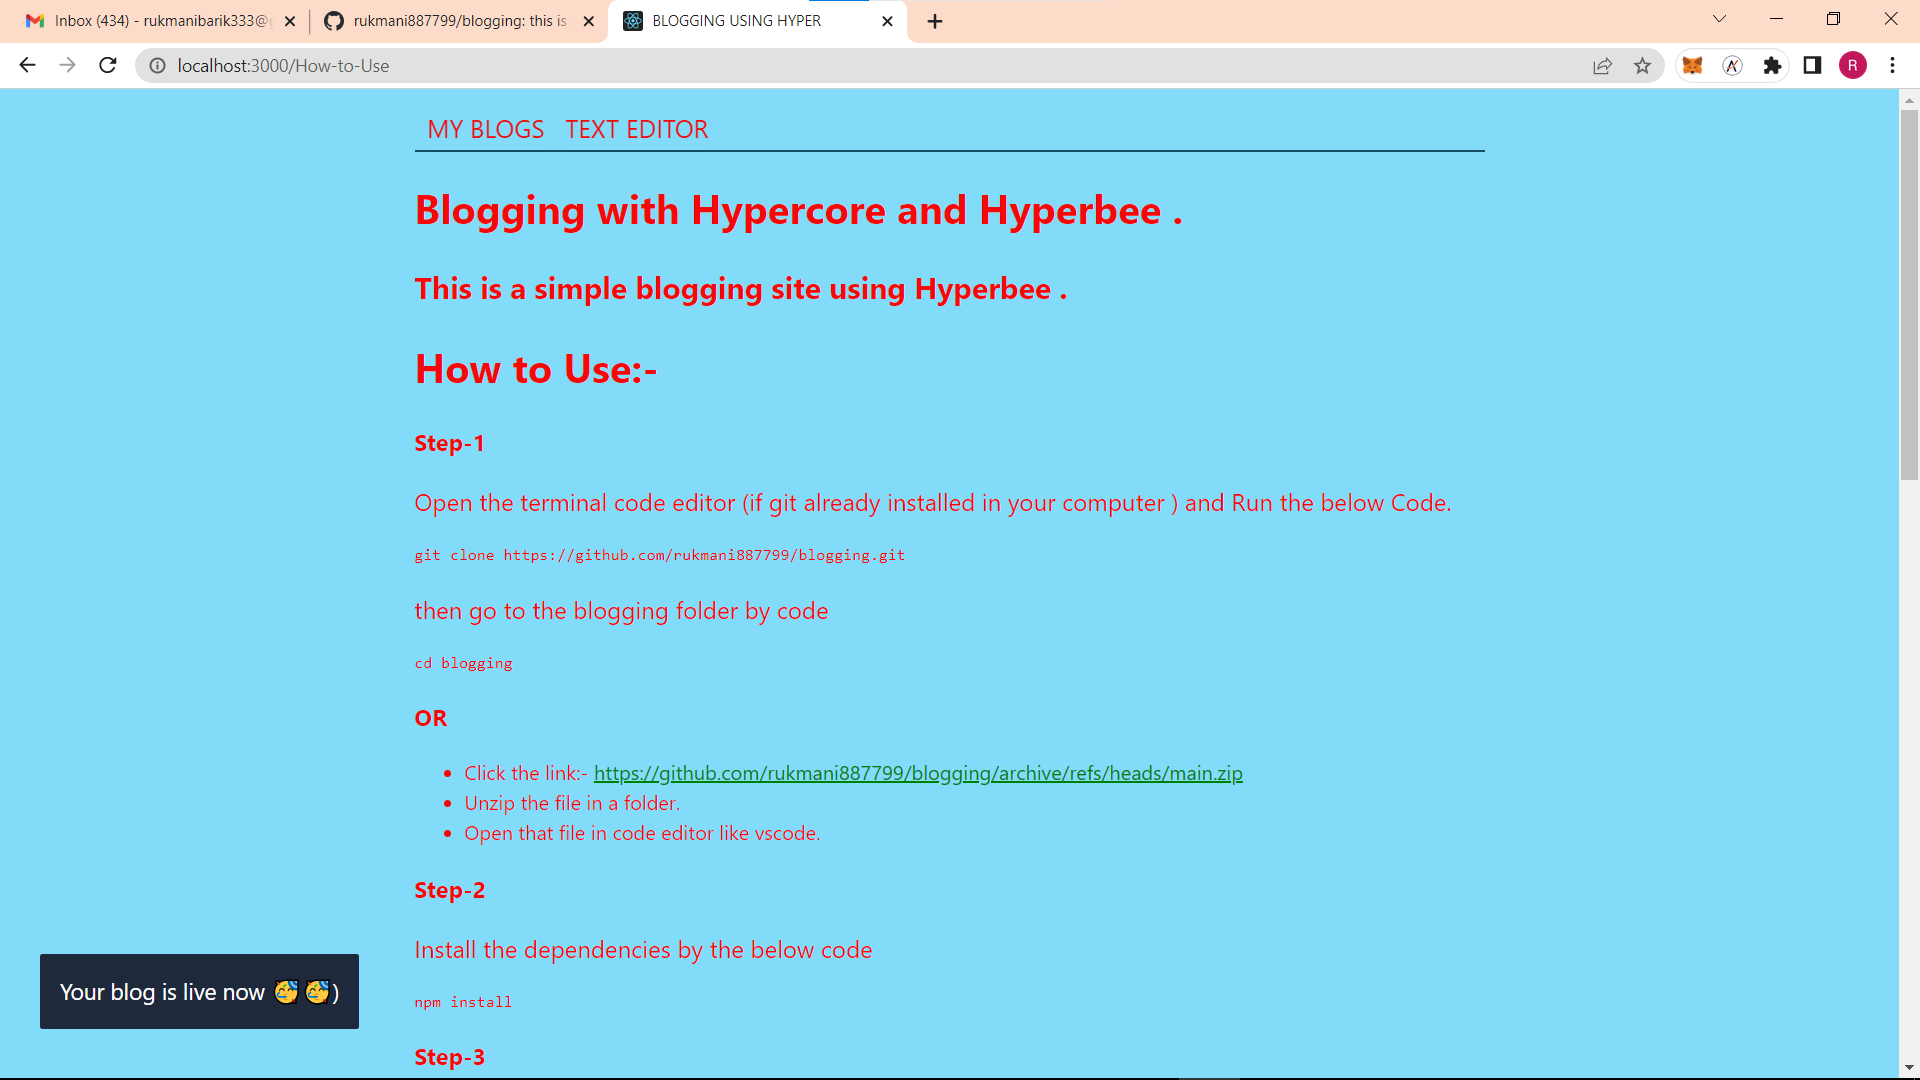 Inbox (434) - rukmanibarik333@g
rukmani887799/blogging: this is
BLOGGING USING HYPER
localhost:3000/How-to-Use
R
MY BLOGS TEXT EDITOR
Blogging with Hypercore and Hyperbee .
This is a simple blogging site using Hyperbee .
How to Use:-
Step-1
Open the terminal code editor (if git already installed in your computer ) and Run the below Code.
git clone https://github.com/rukmani887799/blogging.git
then go to the blogging folder by code
cd blogging
OR
• Click the link:- https://github.com/rukmani887799/blogging/archive/refs/heads/main.zip
• Unzip the file in a folder.
• Open that file in code editor like vscode.
Step-2
Install the dependencies by the below code
npm install
Your blog is live now 🥳🥳)
Step-3